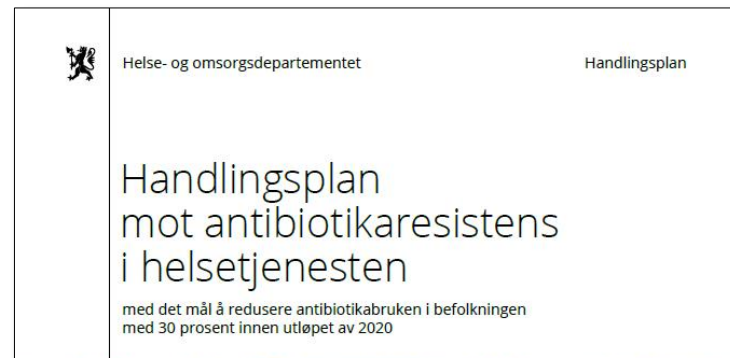 Helse- og omsorgsdepartementet
Handlingsplan
Handlingsplan
mot antibiotikaresistens
i helsetjenesten
med det mål å redusere antibiotikabruken i befolkningen
med 30 prosent innen utløpet av 2020